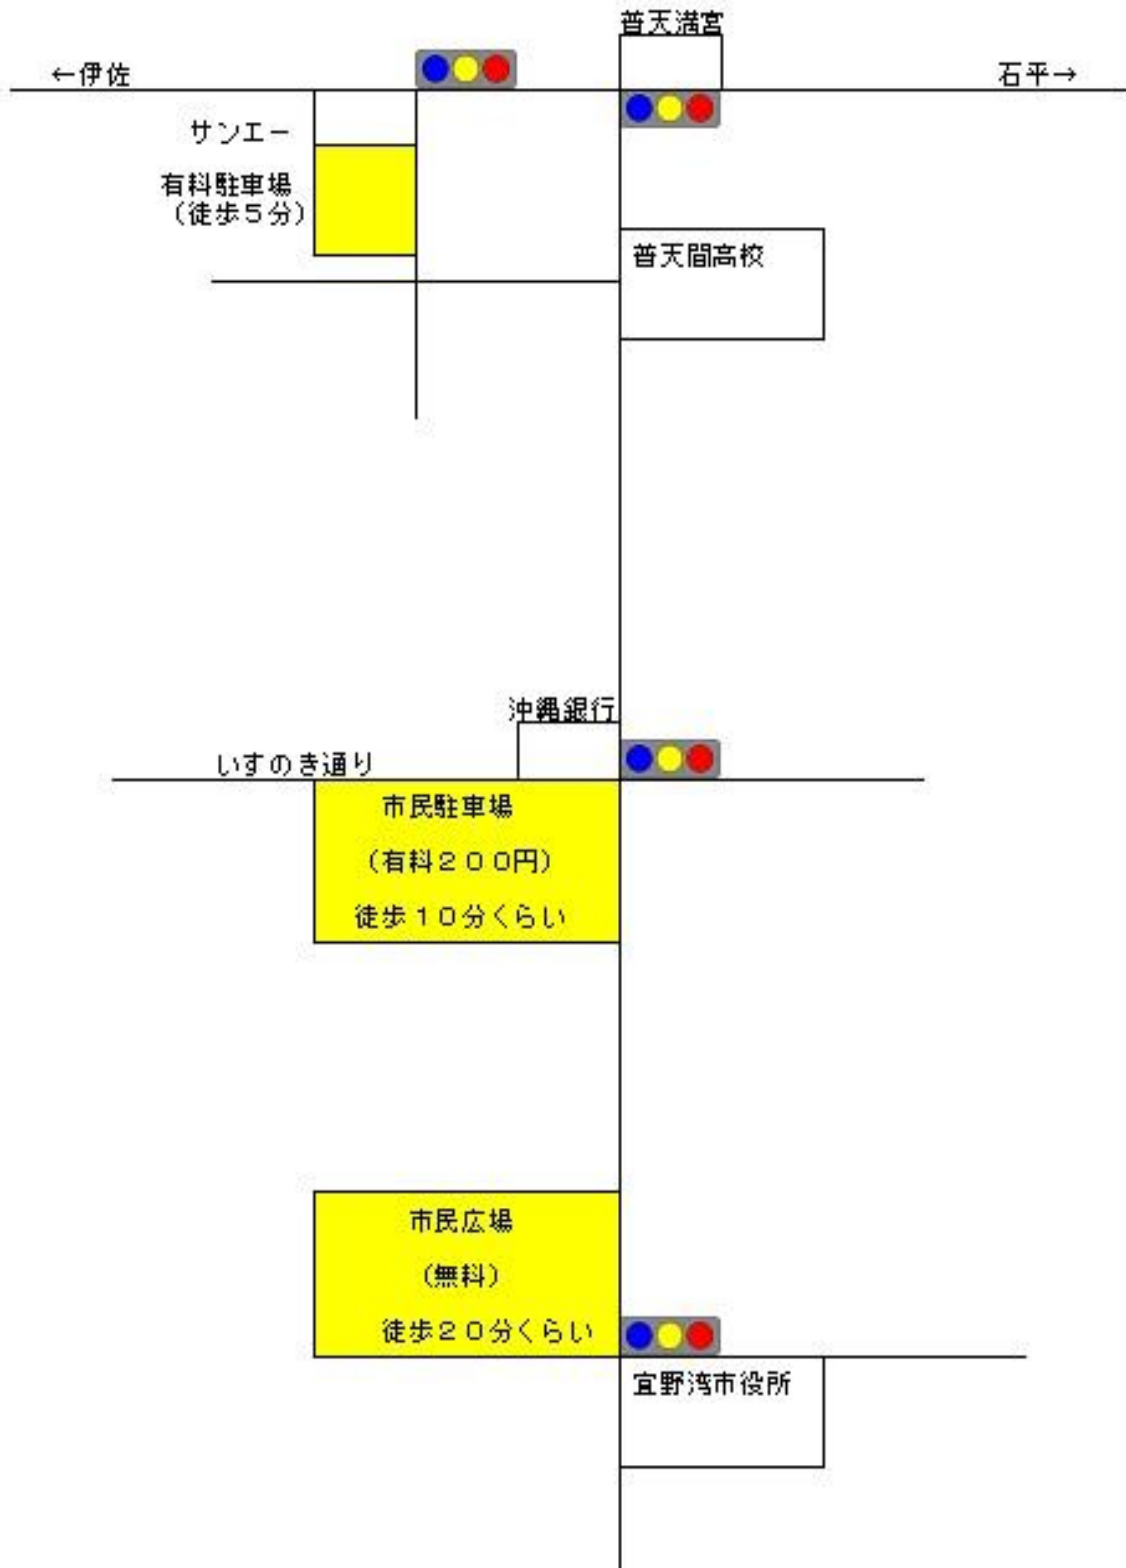 普天満宮
←伊佐
石平→
サンエー
有料駐車場
（徒歩５分）
普天間高校
沖縄銀行
いすのき通り
市民駐車場
（有料２００円）
徒歩１０分くらい
市民広場
（無料）
徒歩２０分くらい
宜野湾市役所